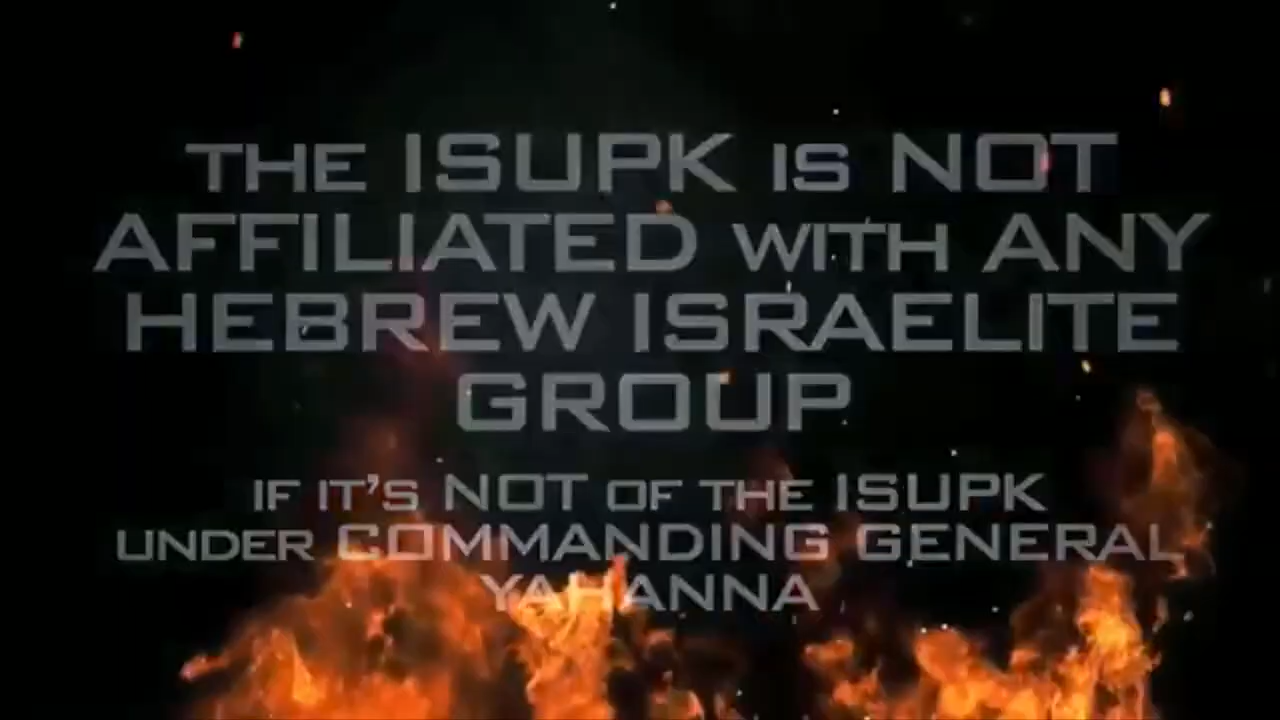 THE ISUPK IS NOT
AFFILIATED WITH ANY
HEBREW ISRAELITE
GROUP
IF IT'S NOT OF THE ISUPK
UNDER COMMANDING GENERAL
YAHANNA